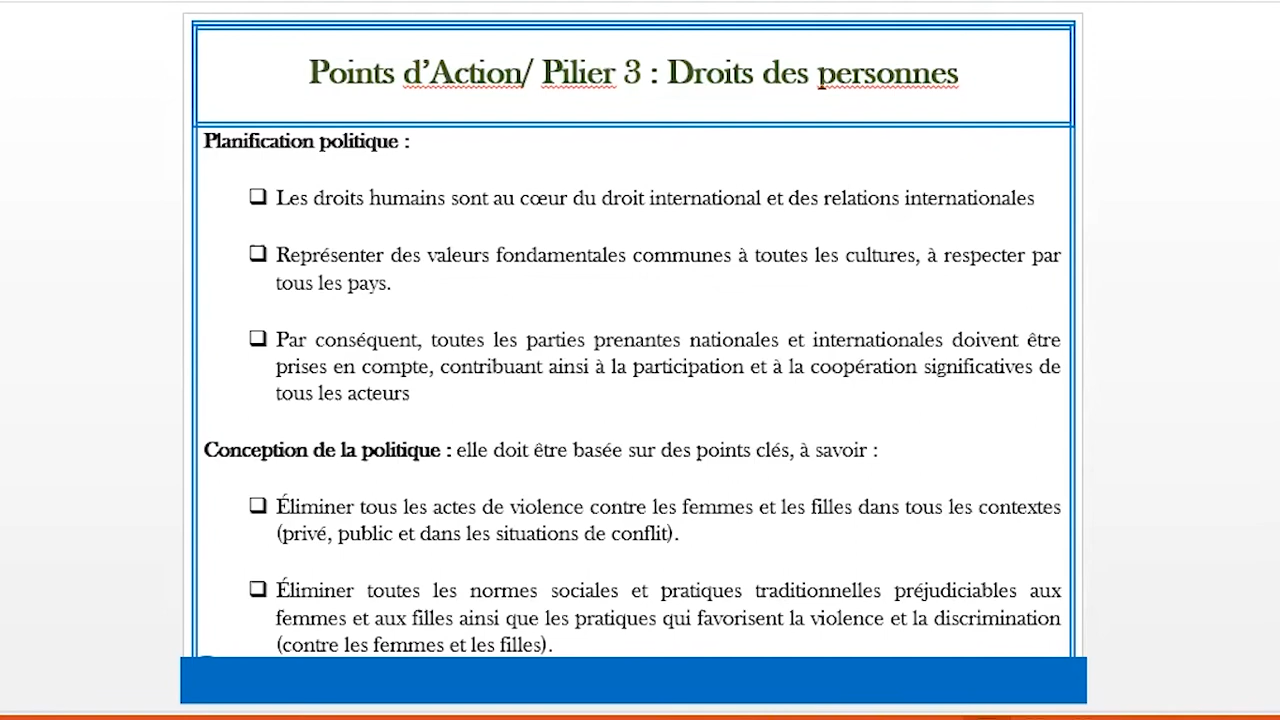 Points d’Action/ Pilier 3 : Droits des personnes
Planification politique :
❑ Les droits humains sont au cœur du droit international et des relations internationales
❑ Représenter des valeurs fondamentales communes à toutes les cultures, à respecter par
tous les pays.
❑ Par conséquent, toutes les parties prenantes nationales et internationales doivent être
prises en compte, contribuant ainsi à la participation et à la coopération significatives de
tous les acteurs
Conception de la politique : elle doit être basée sur des points clés, à savoir :
❑ Éliminer tous les actes de violence contre les femmes et les filles dans tous les contextes
(privé, public et dans les situations de conflit).
❑ Éliminer toutes les normes sociales et pratiques traditionnelles préjudiciables aux
femmes et aux filles ainsi que les pratiques qui favorisent la violence et la discrimination
(contre les femmes et les filles).